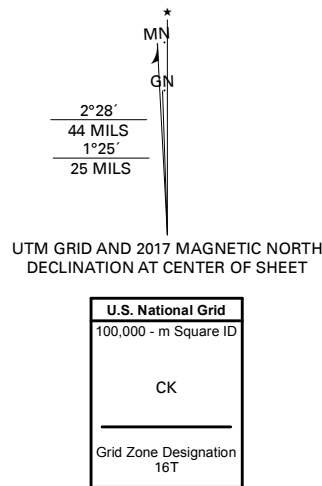 ★
MN
GN
2°28´
44 MILS
1°25´
25 MILS
UTM GRID AND 2017 MAGNETIC NORTH
DECLINATION AT CENTER OF SHEET
U.S. National Grid
100,000 - m Square ID
CK
Grid Zone Designation
16T